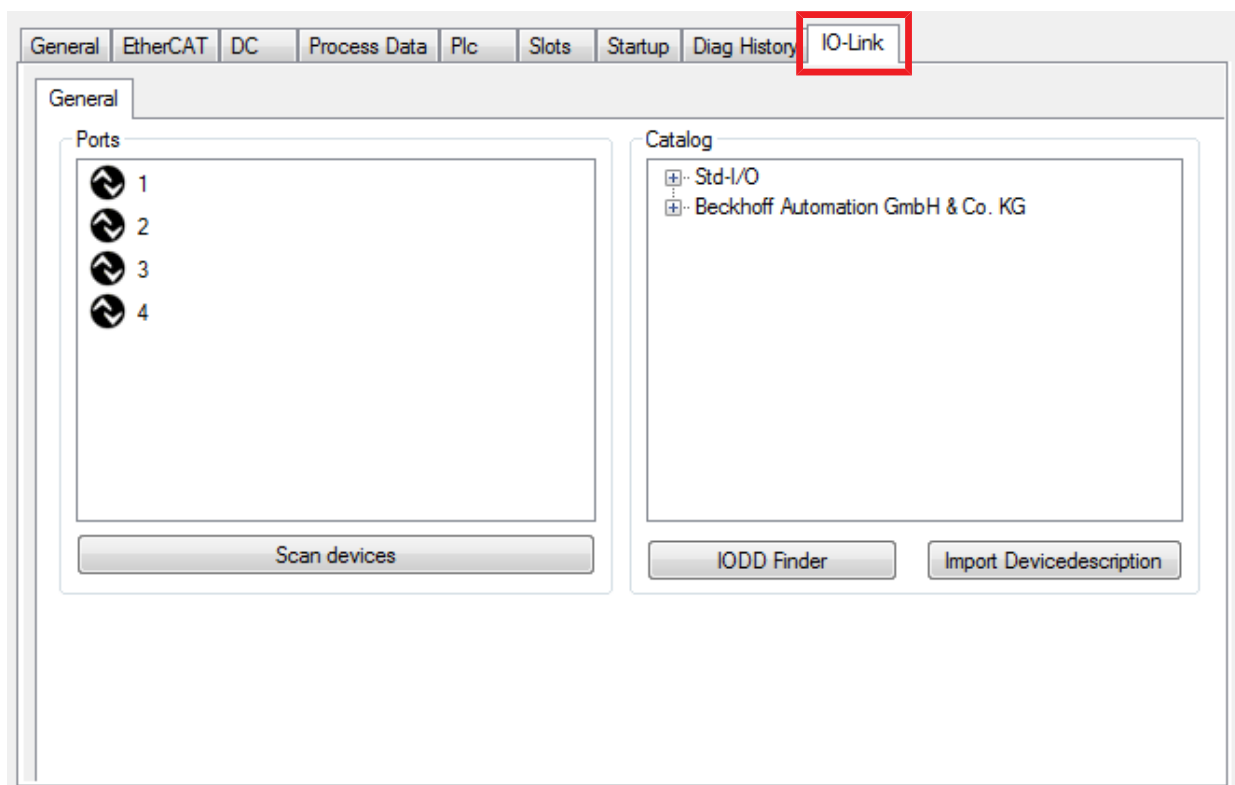 General EtherCAT DC Process Data Plc Slots Startup Diag History IO-Link
General
Ports
1
2
3
4
Scan devices
Catalog
Std-I/O
Beckhoff Automation GmbH & Co. KG
IODD Finder Import Devicedescription